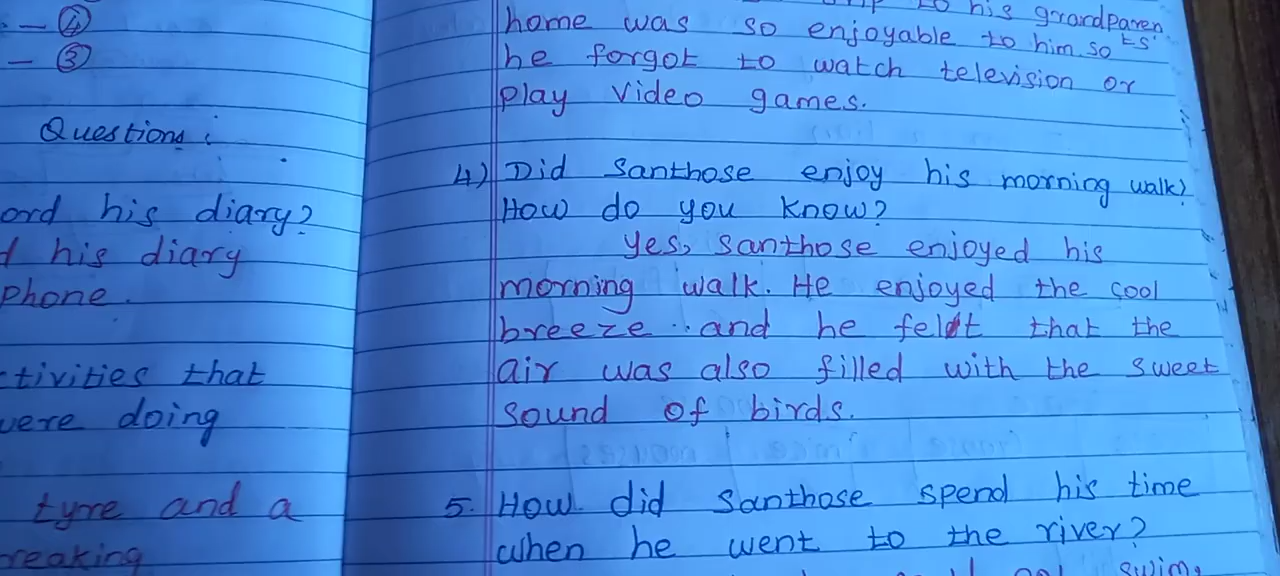 — ④
— ③
Questions :
ord his diary?
d his diary
Phone.
ctivities that
were doing
tyre and a
reaking
to his grandparents'
home was so enjoyable to him so
he forgot to watch television or
play video games.
4) Did Santhose enjoy his morning walk?
How do you know?
yes, santhose enjoyed his
morning walk. He enjoyed the cool
breeze and he felt that the
air was also filled with the sweet
sound of birds.
5. How did Santhose spend his time
when he went to the river?
swim,